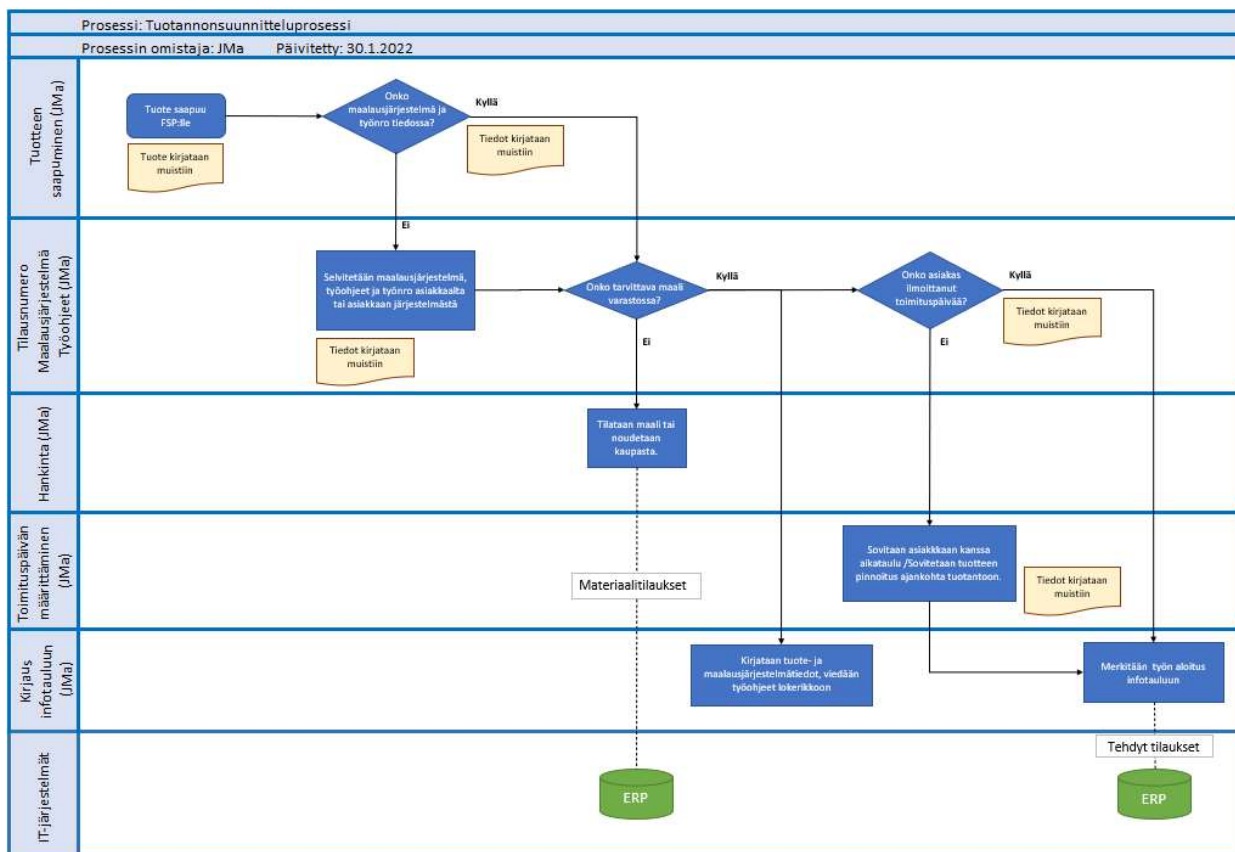 Prosessi: Tuotannonsuunnitteluprosessi
Prosessin omistaja: JMa Päivitetty: 30.1.2022
Tuotteen
saapuminen (JMa)
Tuote saapuu
FSP:lle
Tuote kirjataan
muistiin
Onko
maalausjärjestelmä ja
työnro tiedossa?
Kyllä
Tiedot kirjataan
muistiin
Ei
Tilausnumero
Maalausjärjestelmä
Työohjeet (JMa)
Selvitetään maalausjärjestelmä,
työohjeet ja työnro asiakkaalta
tai asiakkaan järjestelmästä
Tiedot kirjataan
muistiin
Onko tarvittava maali
varastossa?
Kyllä
Ei
Onko asiakas
ilmoittanut
toimituspäivää?
Kyllä
Tiedot kirjataan
muistiin
Ei
Hankinta (JMa)
Tilataan maali tai
noudetaan
kaupasta.
Toimituspäivän
määrittäminen
(JMa)
Materiaalitilaukset
Sovitaan asiakkkaan kanssa
aikataulu /Sovitetaan tuotteen
pinnoitus ajankohta tuotantoon.
Tiedot kirjataan
muistiin
Kirjaus
infotauluun
(JMa)
Kirjataan tuote- ja
maalausjärjestelmätiedot, viedään
työohjeet lokerikkoon
Merkitään työn aloitus
infotauluun
IT-järjestelmät
Tehdyt tilaukset
ERP
ERP